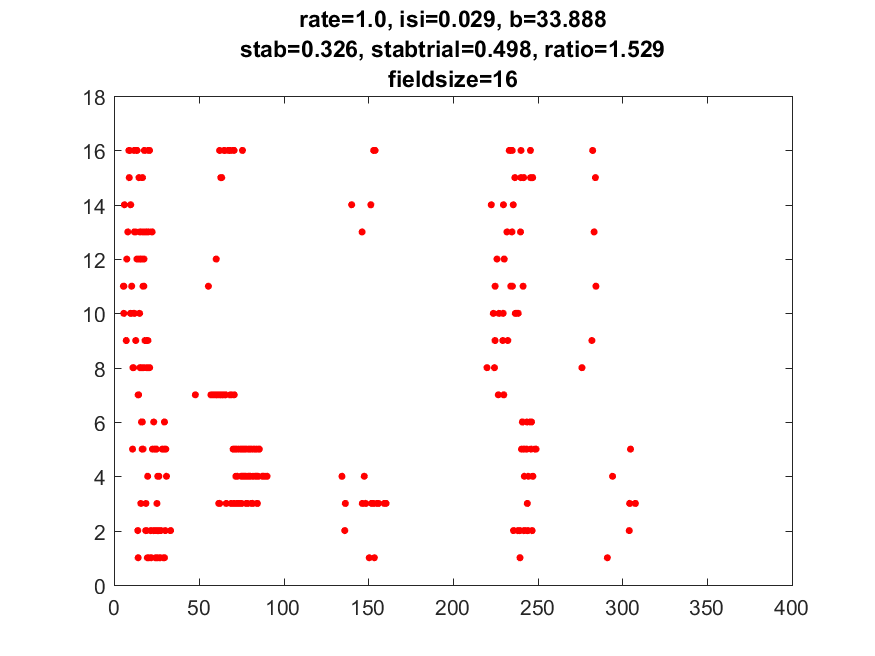 rate=1.0, isi=0.029, b=33.888
stab=0.326, stabtrial=0.498, ratio=1.529
fieldsize=16
18
16
14
12
10
8
6
4
2
0
0 50 100 150 200 250 300 350 400